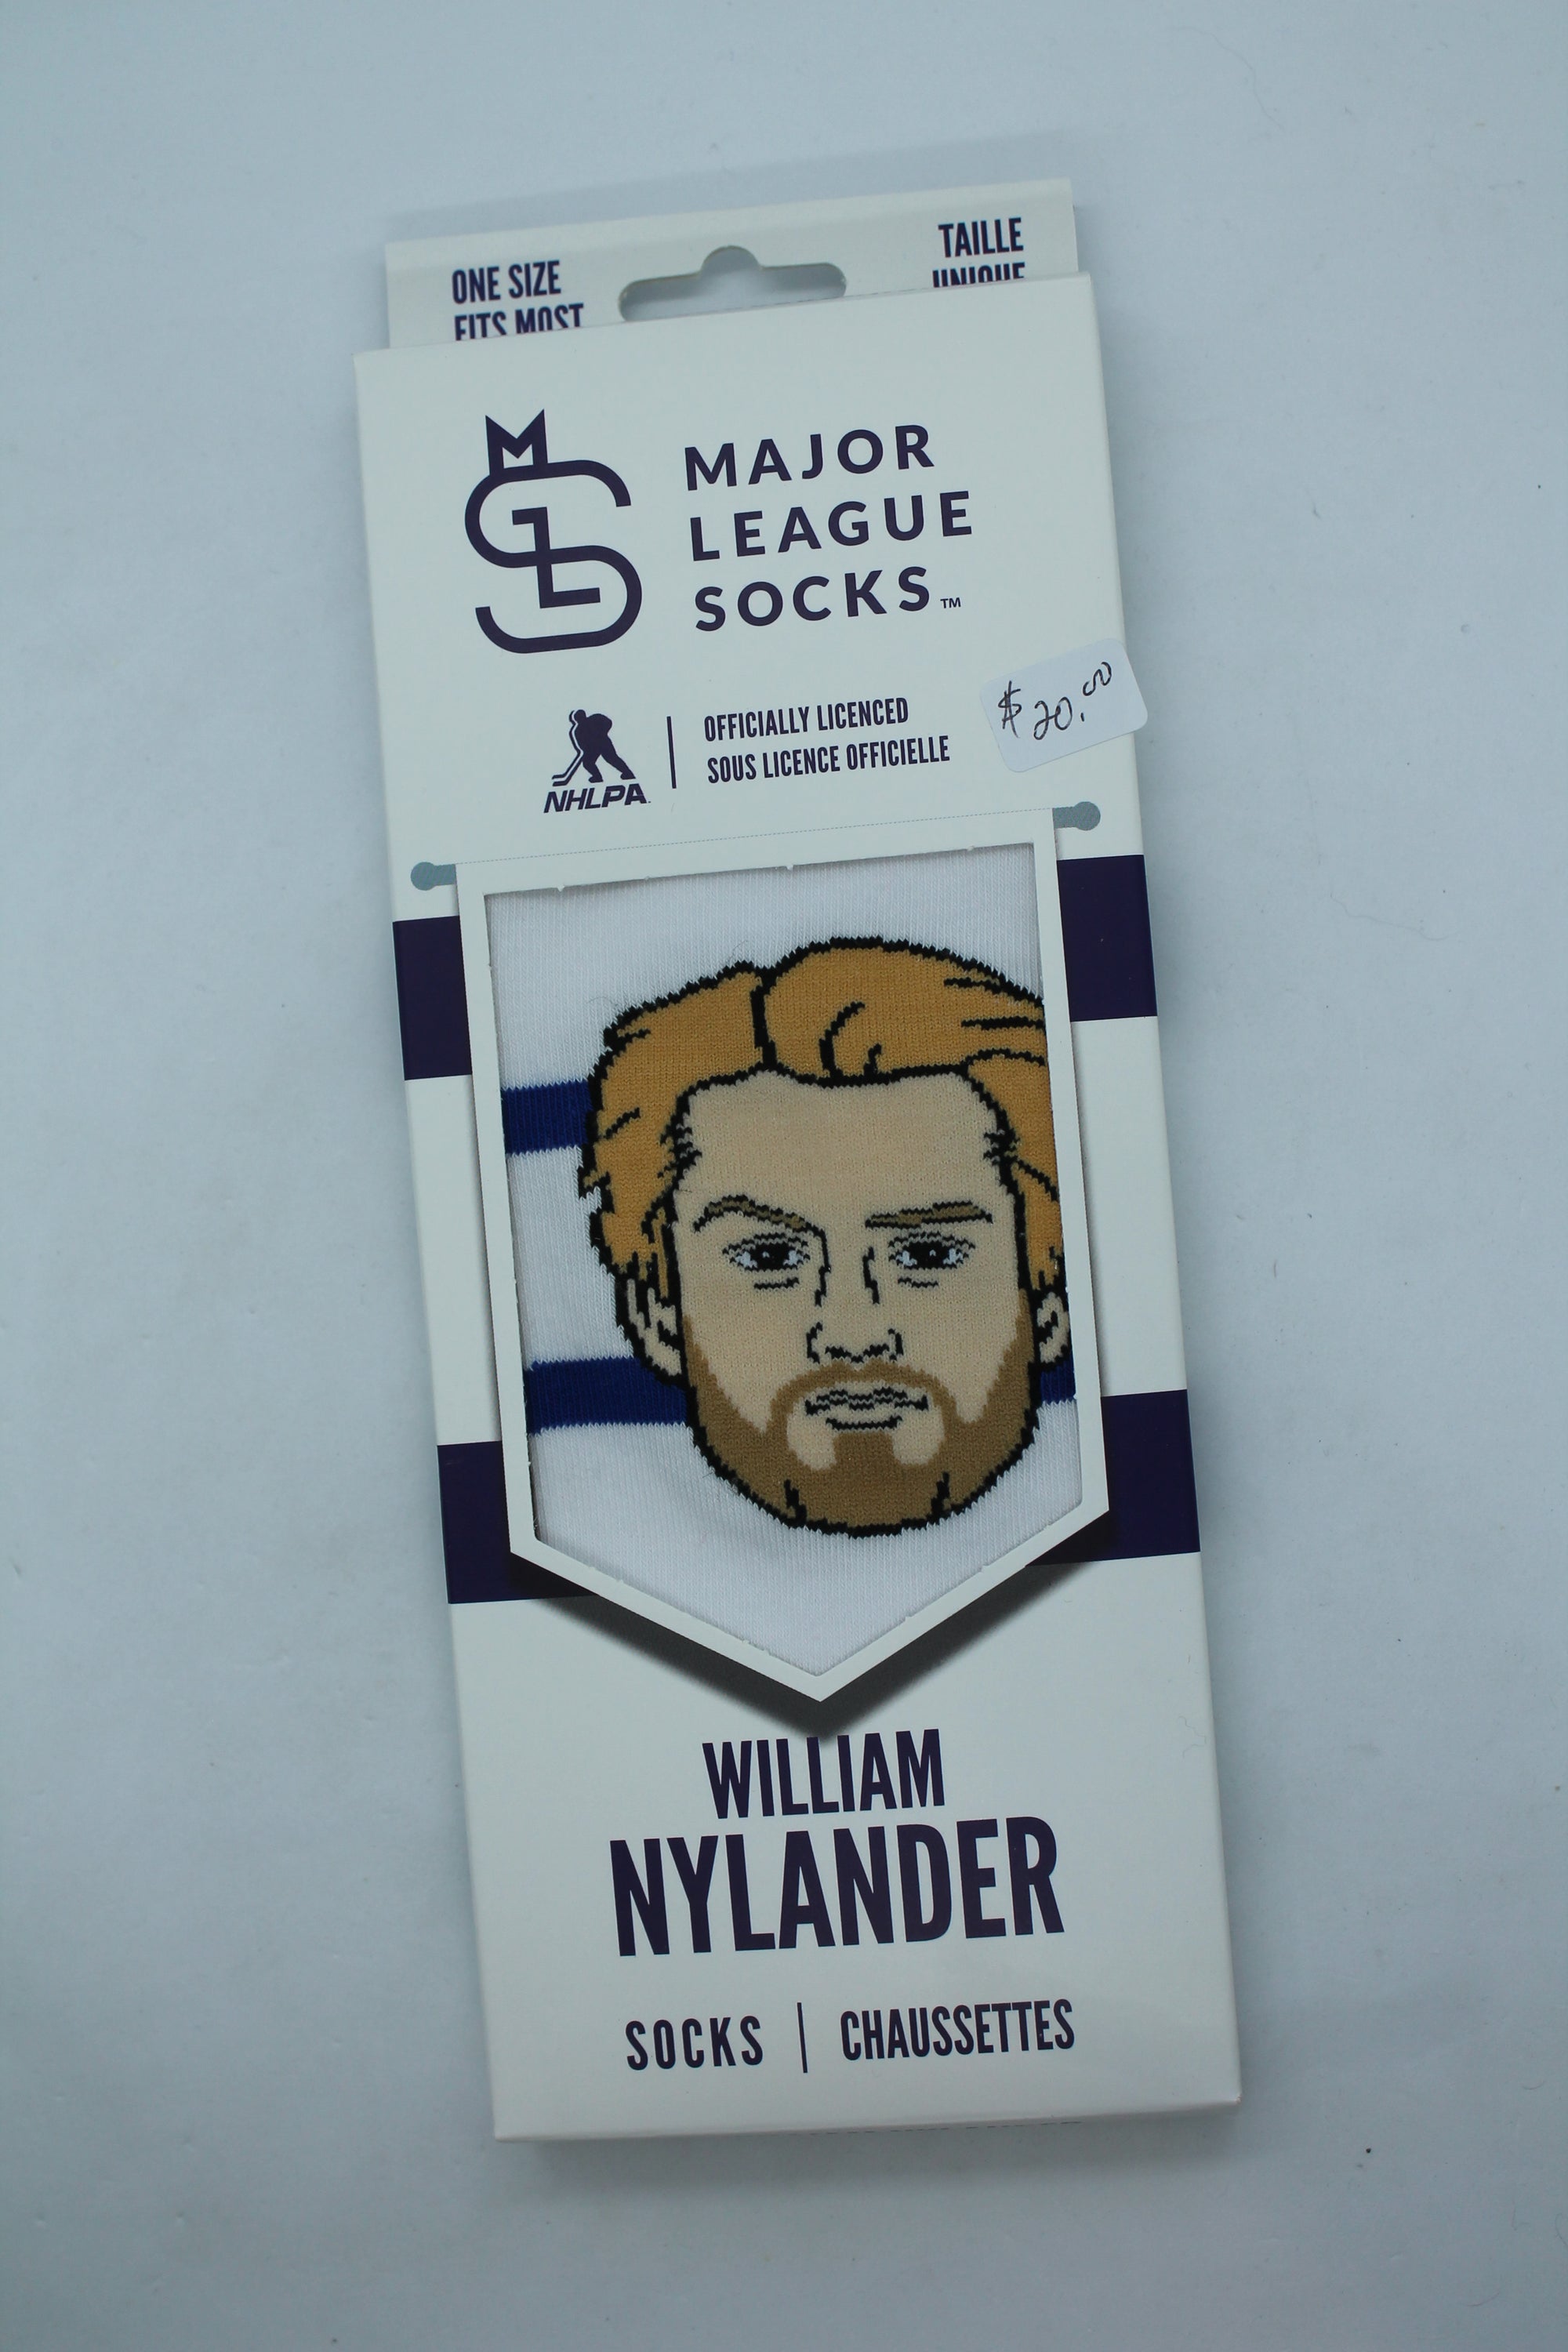 ONE SIZE
FITS MOST
TAILLE
UNIQUE
MLS
MAJOR
LEAGUE
SOCKS™
NHLPA
OFFICIALLY LICENCED
SOUS LICENCE OFFICIELLE
$20.00
WILLIAM
NYLANDER
SOCKS | CHAUSSETTES